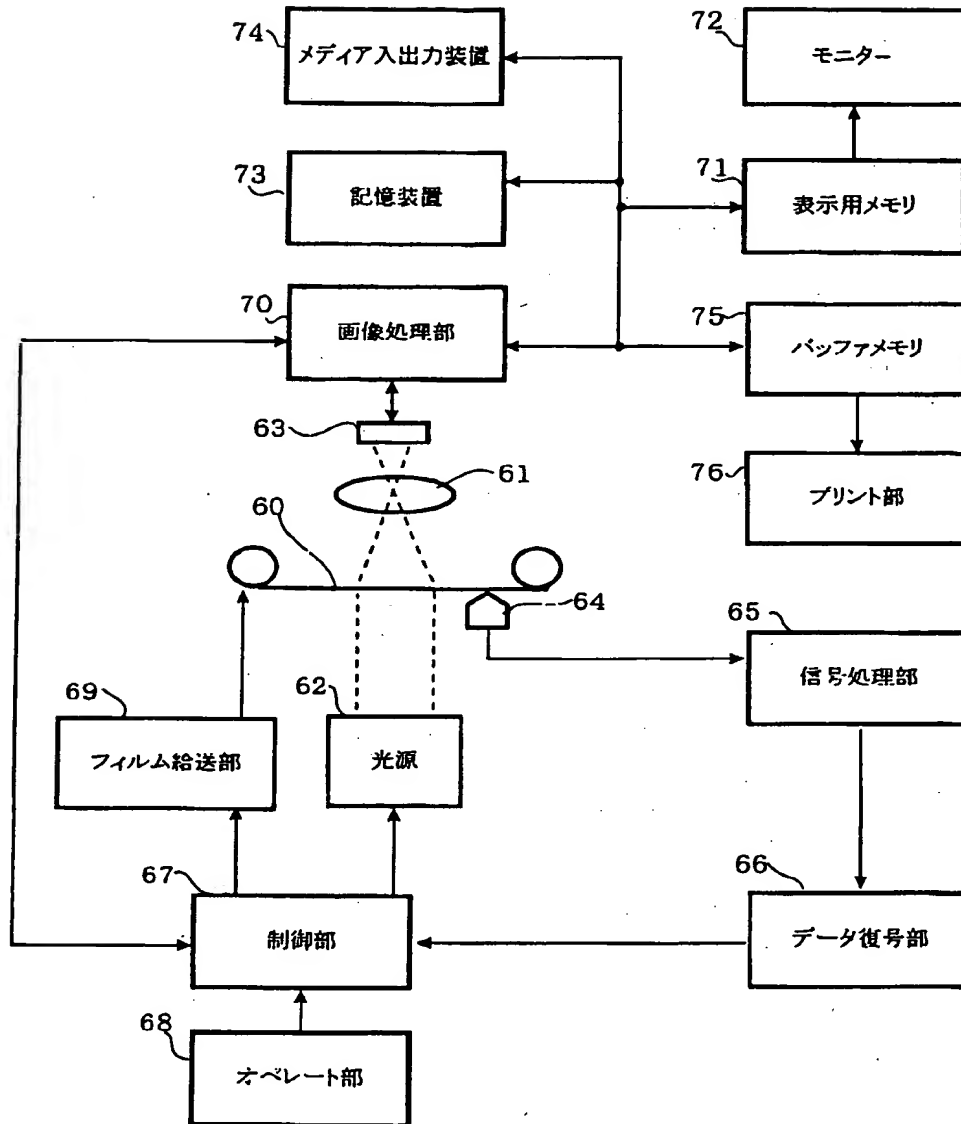 74
メディア入出力装置
72
モニター
73
記憶装置
71
表示用メモリ
70
画像処理部
75
バッファメモリ
63
61
76
プリント部
60
64
65
信号処理部
69
フィルム給送部
62
光源
67
制御部
66
データ復号部
68
オペレート部